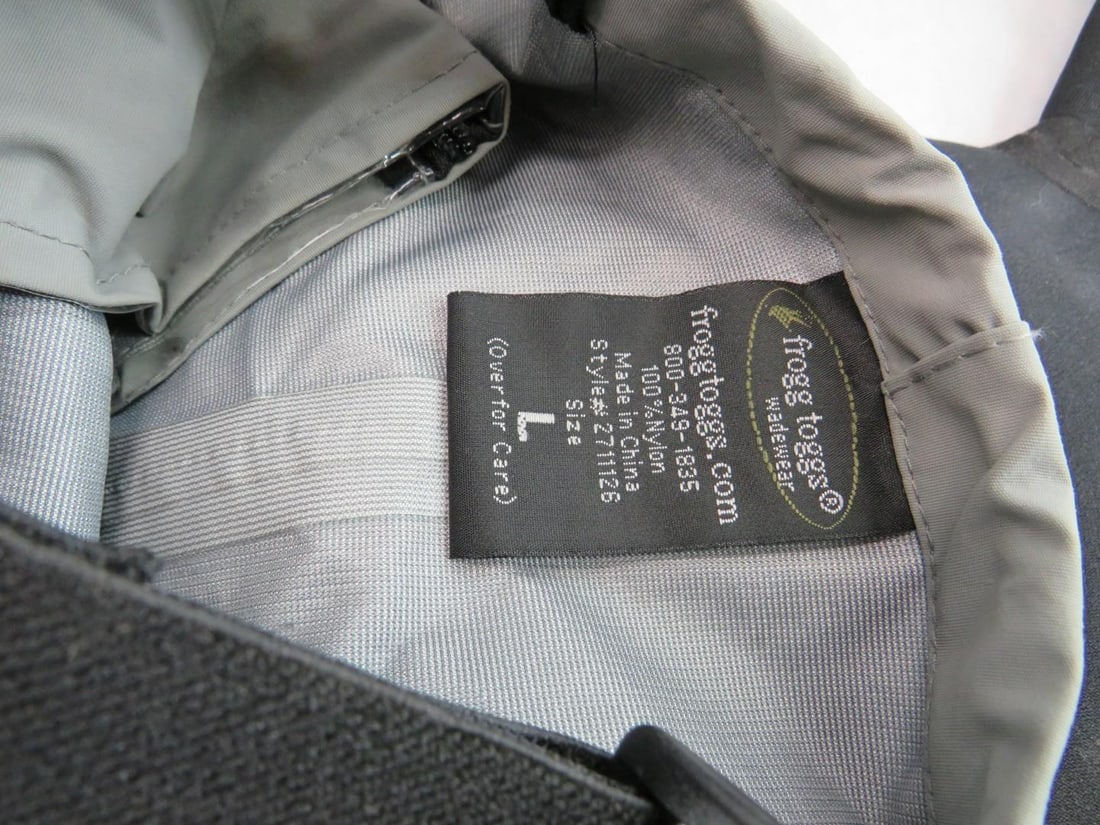 frogg toggs®
wadewear
froggtoggs.com
800-349-1835
100%Nylon
Made in China
Style# 2711126
Size
L
(Over for Care)